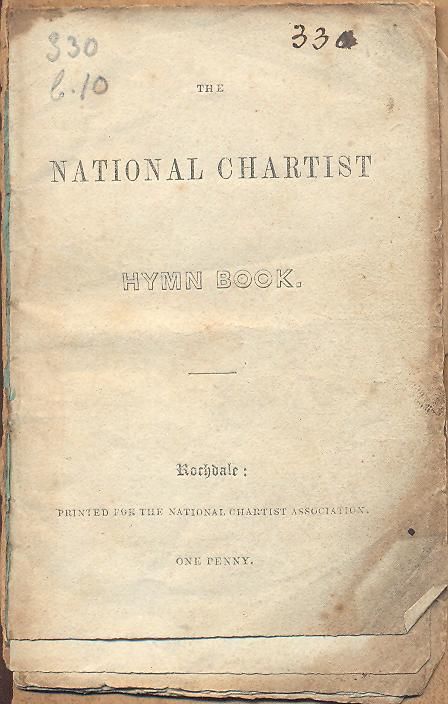 330
330
6.10
THE
NATIONAL CHARTIST
HYMN BOOK.
Rochdale:
PRINTED FOR THE NATIONAL CHARTIST ASSOCIATION.
ONE PENNY.